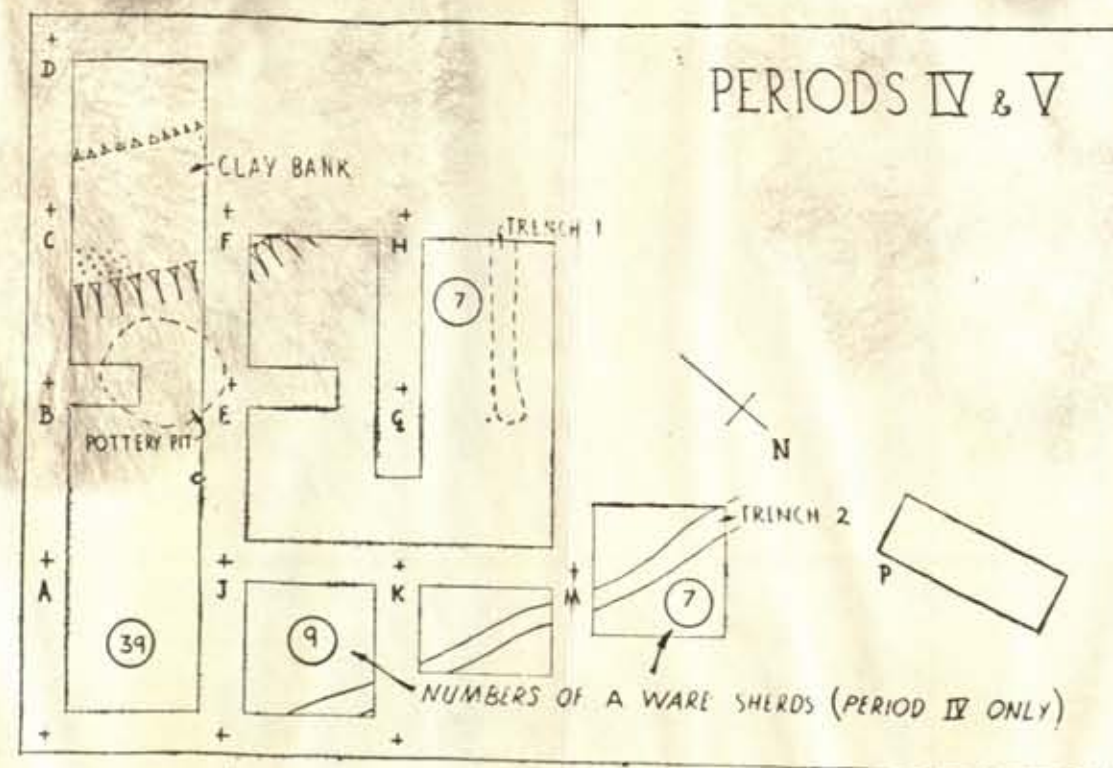 PERIODS IV & V
D
CLAY BANK
C
F
H
TRENCH 1
7
B
E
G
POTTERY PIT
N
TRENCH 2
P
A
J
K
M
39
9
7
NUMBERS OF A WARE SHERDS (PERIOD IV ONLY)